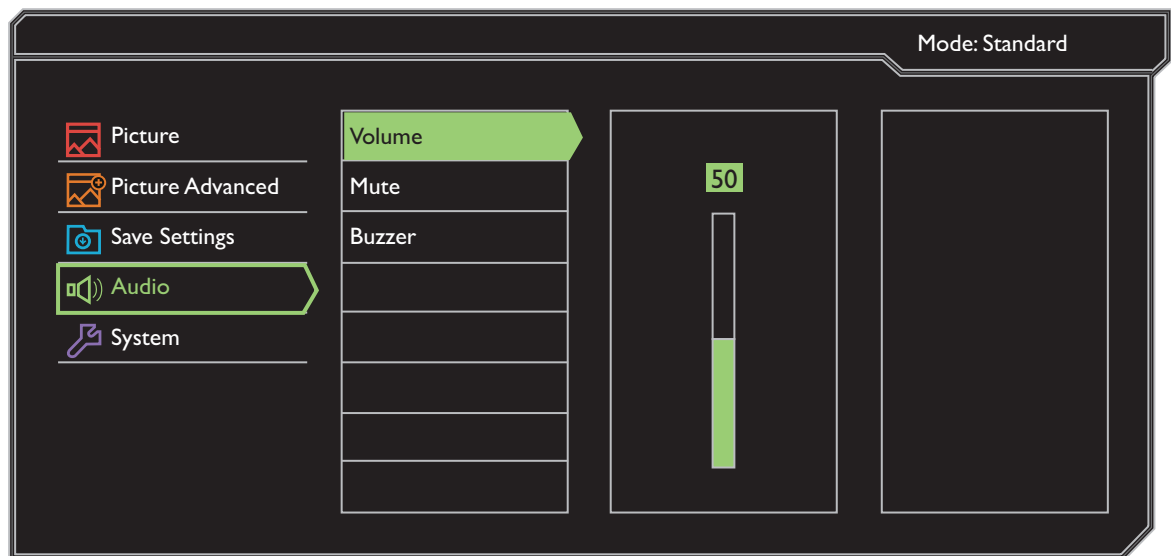 Mode: Standard
Picture
Picture Advanced
Save Settings
Audio
System
Volume
Mute
Buzzer
50